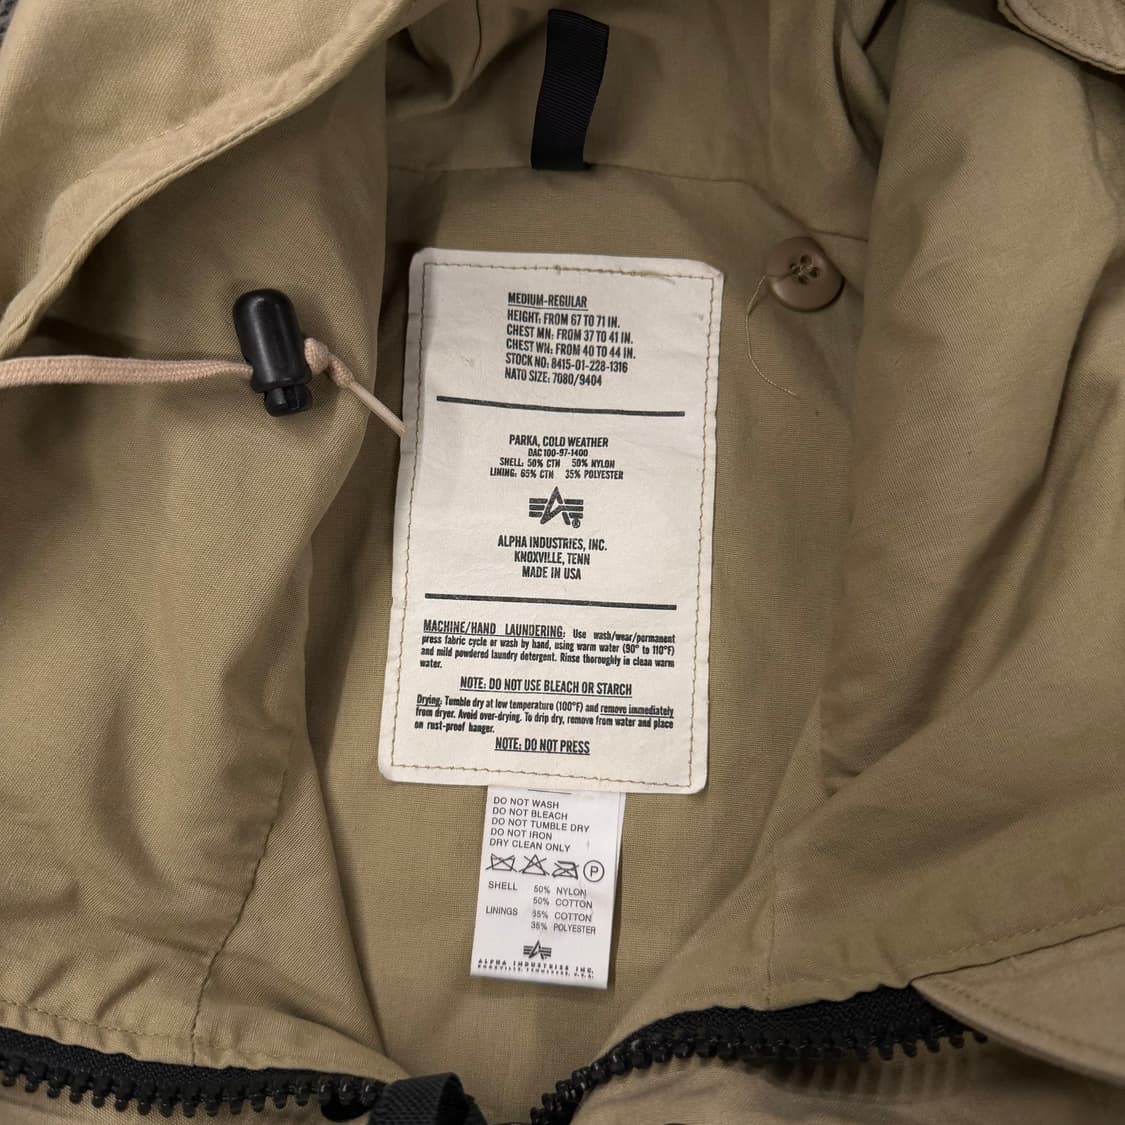 MEDIUM-REGULAR
HEIGHT: FROM 67 TO 71 IN.
CHEST MN: FROM 37 TO 41 IN.
CHEST WN: FROM 40 TO 44 IN.
STOCK NO: 8415-01-228-1316
NATO SIZE: 7080/9404
PARKA, COLD WEATHER
DAC 100-97-1400
SHELL: 50% CTN 50% NYLON
LINING: 65% CTN 35% POLYESTER
ALPHA INDUSTRIES, INC.
KNOXVILLE, TENN
MADE IN USA
MACHINE/HAND LAUNDERING: Use wash/wear/permanent
press fabric cycle or wash by hand, using warm water (90° to 110°F)
and mild powdered laundry detergent. Rinse thoroughly in clean warm
water.
NOTE: DO NOT USE BLEACH OR STARCH
Drying: Tumble dry at low temperature (100°F) and remove immediately
from dryer. Avoid over-drying. To drip dry, remove from water and place
on rust-proof hanger.
NOTE: DO NOT PRESS
DO NOT WASH
DO NOT BLEACH
DO NOT TUMBLE DRY
DO NOT IRON
DRY CLEAN ONLY
P
SHELL 50% NYLON
50% COTTON
LININGS COTTON
35% POLYESTER
ALPHA INDUSTRIES INC.
KNOXVILLE, TENNESSEE, U.S.A.